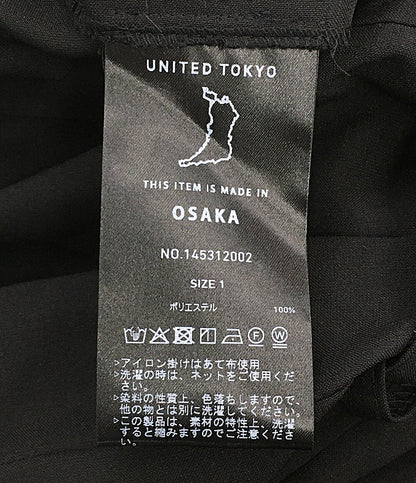 UNITED TOKYO
THIS ITEM IS MADE IN
OSAKA
NO.145312002
SIZE 1
ポリエステル 100%
>アイロン掛けはあて布使用
>洗濯の時は、ネットをご使用くだ
さい。
>染料の性質上、色落ちしますので、
他の物とは別に洗濯してくださ
い。
>この製品は、素材の特性上、洗濯
すると縮みますのでご注意くださ
い。